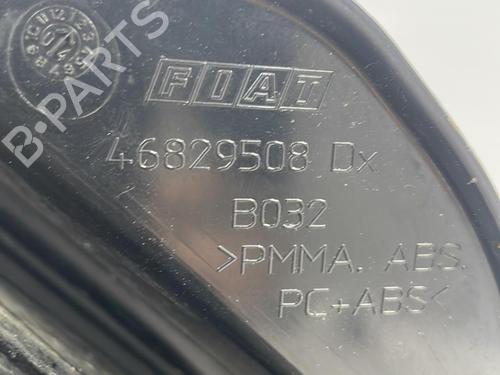 FIAT
46829508 Dx
B032
>PMMA. ABS.
PC+ABS<
B-PARTS